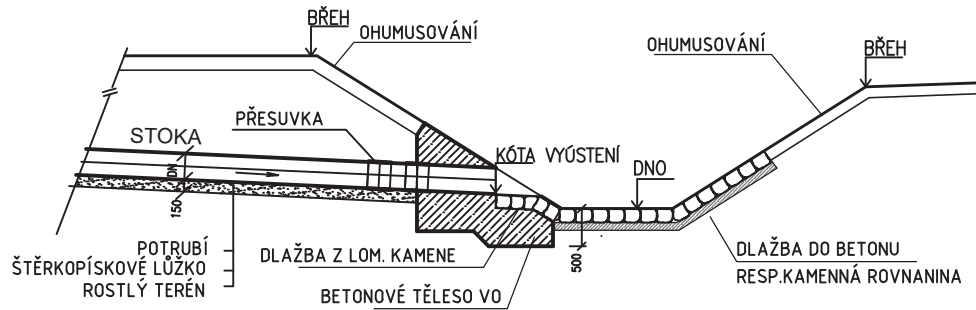 BŘEH
OHUMUSOVÁNÍ
OHUMUSOVÁNÍ
BŘEH
PŘESUVKA
STOKA
KÓTA VYÚSTENÍ
DNO
DN
150
500
POTRUBÍ
ŠTĚRKOPÍSKOVÉ LŮŽKO
ROSTLÝ TERÉN
DLAŽBA Z LOM. KAMENE
BETONOVÉ TĚLESO VO
DLAŽBA DO BETONU
RESP.KAMENNÁ ROVNANINA